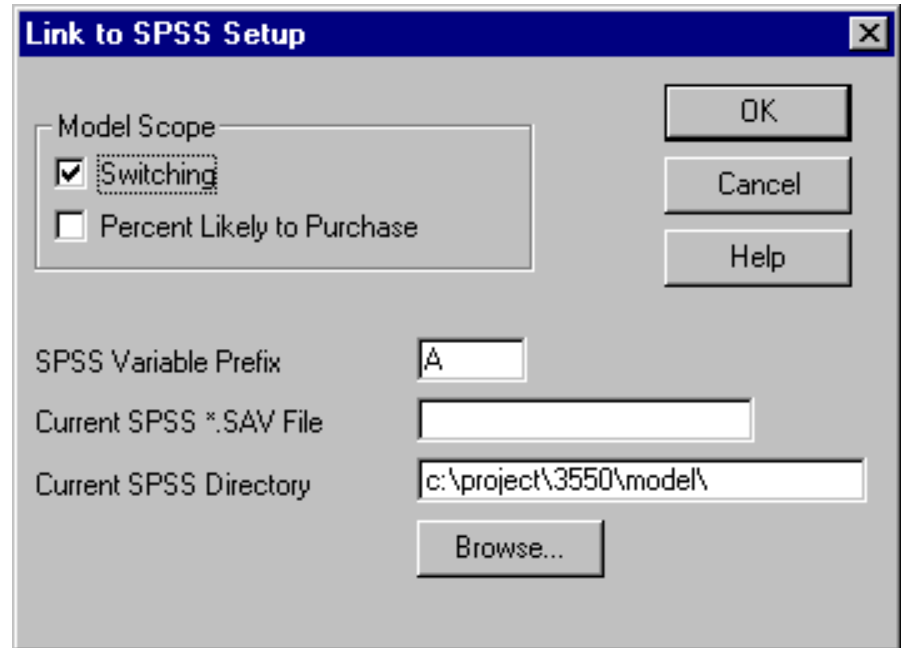 Link to SPSS Setup
Model Scope
Switching
Percent Likely to Purchase
OK
Cancel
Help
SPSS Variable Prefix A
Current SPSS *.SAV File
Current SPSS Directory c:\project\3550\model\
Browse...